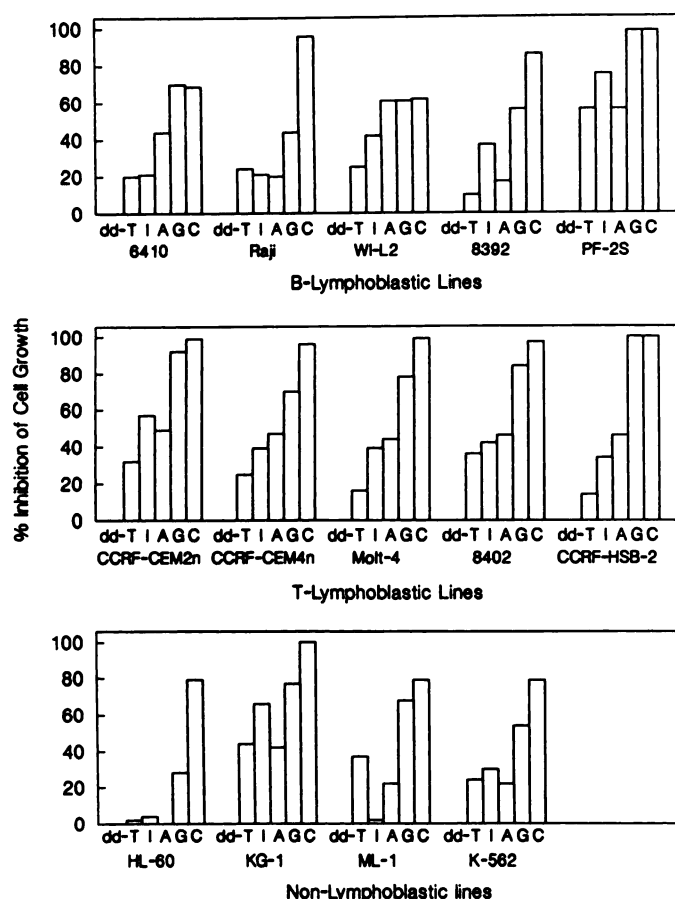 % Inhibition of Cell Growth
100
80
60
40
20
0
dd-T I A G C dd-T I A G C dd-T I A G C dd-T I A G C dd-T I A G C
6410 Raji WI-L2 8392 PF-2S
B-Lymphoblastic Lines
100
80
60
40
20
0
dd-T I A G C dd-T I A G C dd-T I A G C dd-T I A G C dd-T I A G C
CCRF-CEM2n CCRF-CEM4n Molt-4 8402 CCRF-HSB-2
T-Lymphoblastic Lines
100
80
60
40
20
0
dd-T I A G C dd-T I A G C dd-T I A G C dd-T I A G C
HL-60 KG-1 ML-1 K-562
Non-Lymphoblastic lines